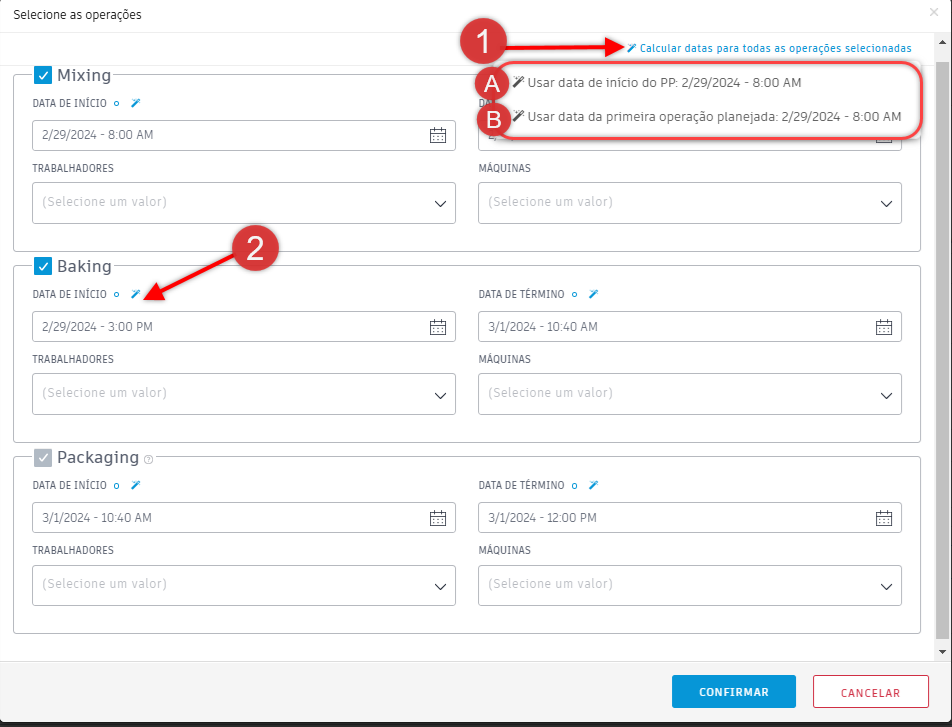 Selecione as operações
1
Calcular datas para todas as operações selecionadas
Mixing
A
Usar data de início do PP: 2/29/2024 - 8:00 AM
DATA DE INÍCIO
B
Usar data da primeira operação planejada: 2/29/2024 - 8:00 AM
2/29/2024 - 8:00 AM
TRABALHADORES
MÁQUINAS
(Selecione um valor)
(Selecione um valor)
2
Baking
DATA DE INÍCIO
DATA DE TÉRMINO
2/29/2024 - 3:00 PM
3/1/2024 - 10:40 AM
TRABALHADORES
MÁQUINAS
(Selecione um valor)
(Selecione um valor)
Packaging
DATA DE INÍCIO
DATA DE TÉRMINO
3/1/2024 - 10:40 AM
3/1/2024 - 12:00 PM
TRABALHADORES
MÁQUINAS
(Selecione um valor)
(Selecione um valor)
CONFIRMAR
CANCELAR